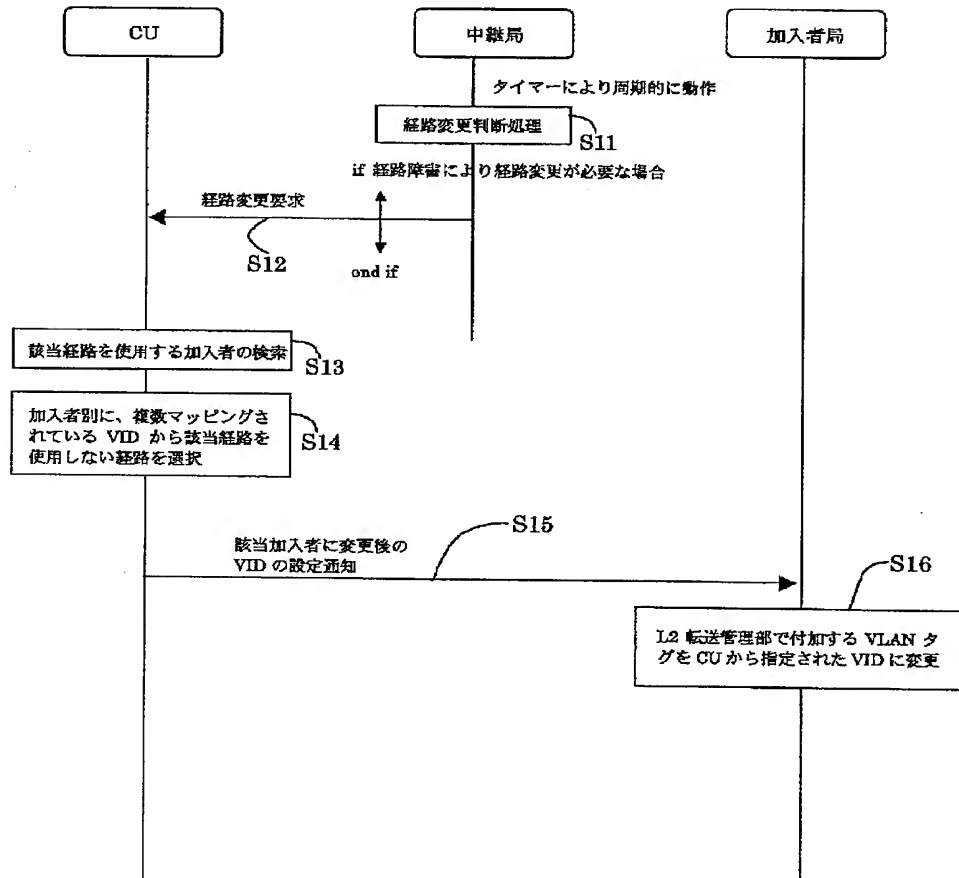 CU
中継局
加入者局
タイマーにより周期的に動作
経路変更判断処理
S11
if 経路障害により経路変更が必要な場合
経路変更要求
S12
ond if
該当経路を使用する加入者の検索
S13
加入者別に、複数マッピングさ
れている VID から該当経路を
使用しない経路を選択
S14
S15
該当加入者に変更後の
VID の設定通知
S16
L2 転送管理部で付加する VLAN タ
グを CU から指定された VID に変更